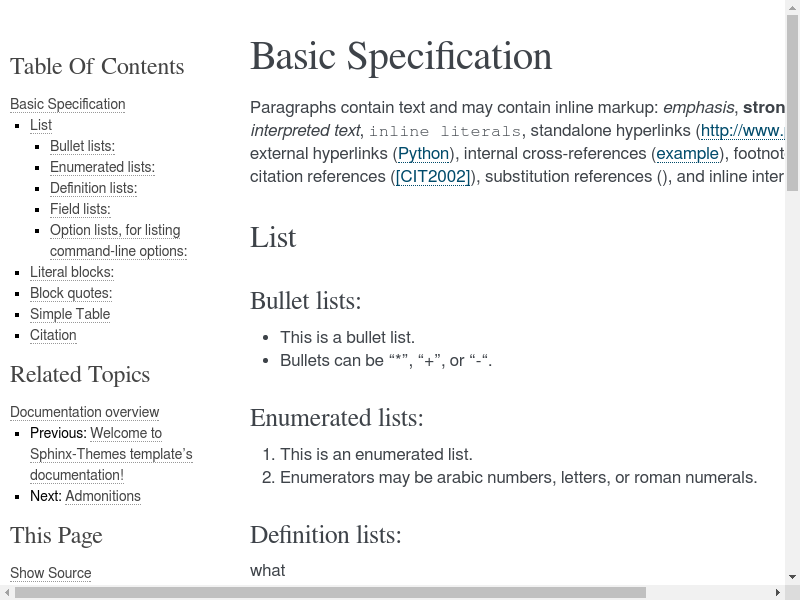 Table Of Contents
Basic Specification
List
Bullet lists:
Enumerated lists:
Definition lists:
Field lists:
Option lists, for listing
command-line options:
Literal blocks:
Block quotes:
Simple Table
Citation
Related Topics
Documentation overview
Previous: Welcome to
Sphinx-Themes template’s
documentation!
Next: Admonitions
This Page
Show Source
Basic Specification
Paragraphs contain text and may contain inline markup: emphasis,
interpreted text, inline literals, standalone hyperlinks (http://www.
external hyperlinks (Python), internal cross-references (example),
citation references ([CIT2002]), substitution references (), and inline
List
Bullet lists:
• This is a bullet list.
• Bullets can be “*”, “+”, or “-“.
Enumerated lists:
1. This is an enumerated list.
2. Enumerators may be arabic numbers, letters, or roman numerals.
Definition lists:
what